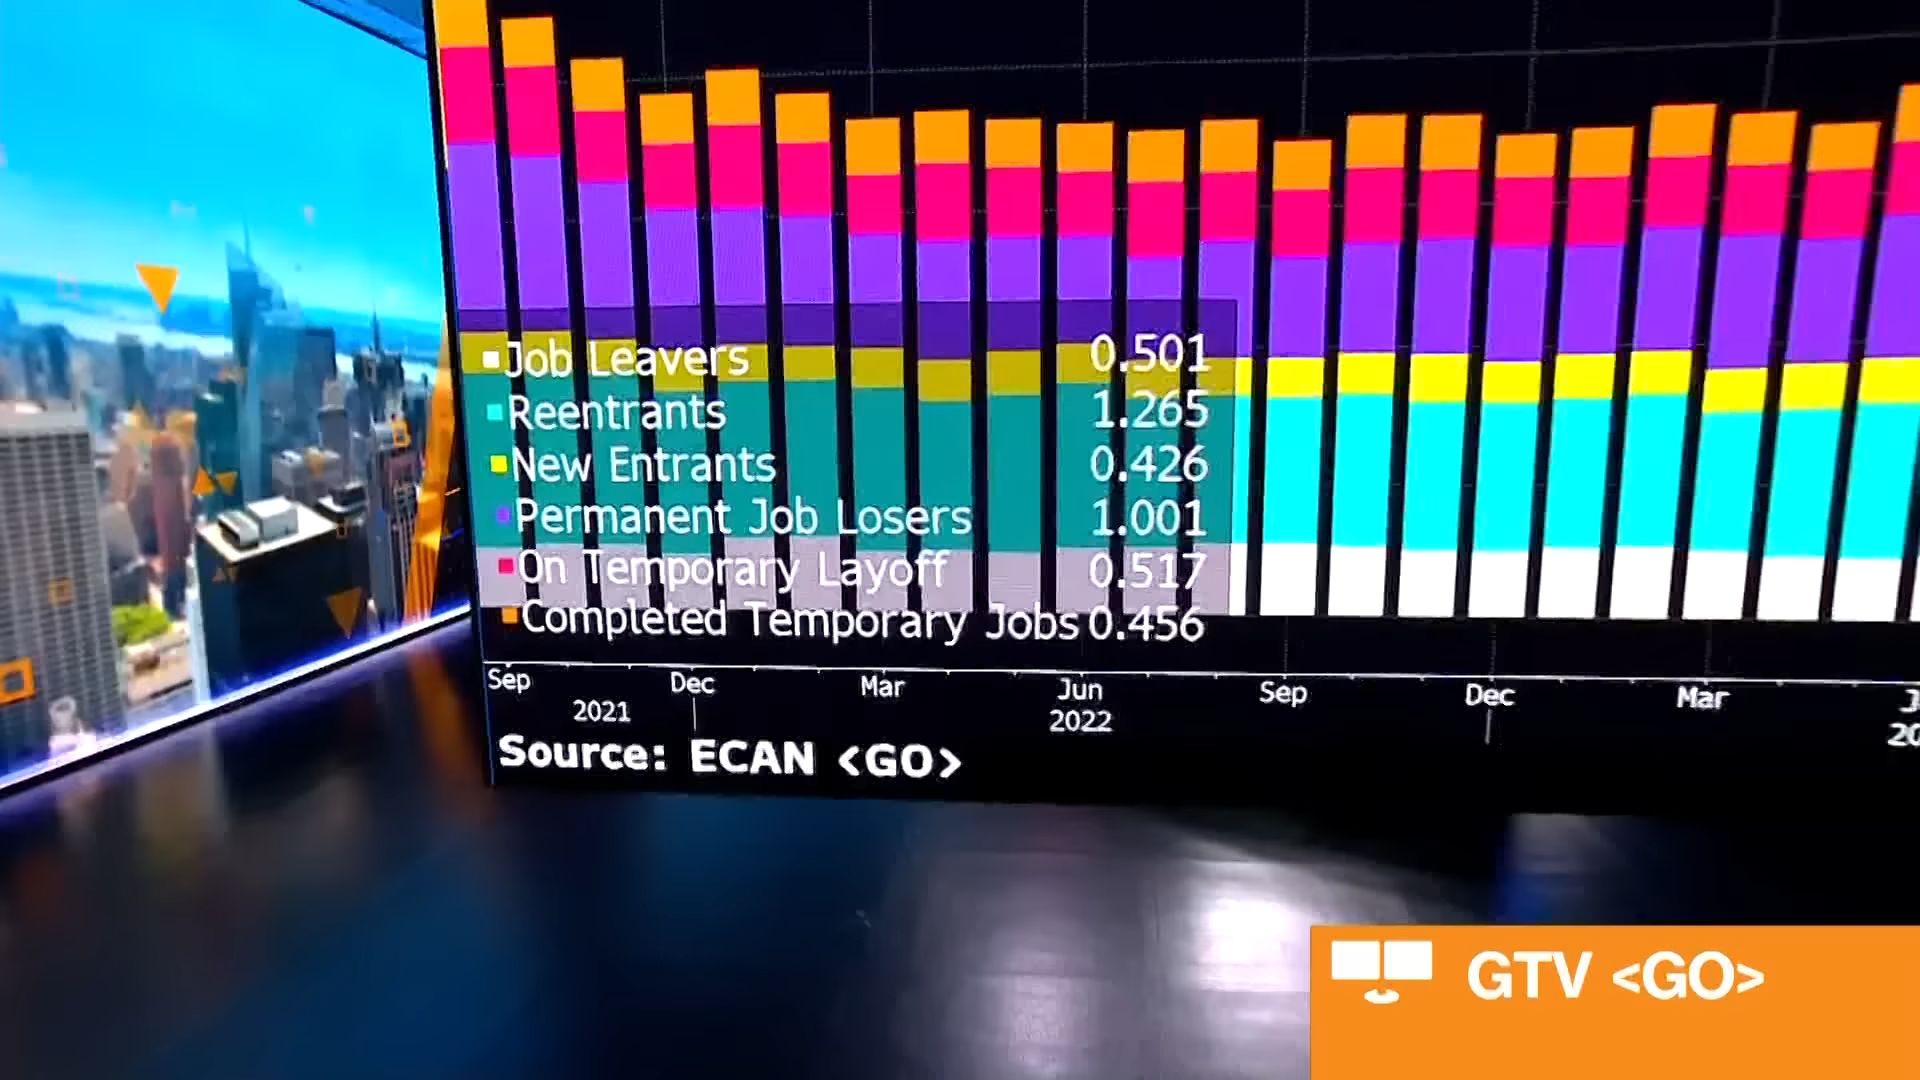 Job Leavers 0.501
Reentrants 1.265
New Entrants 0.426
Permanent Job Losers 1.001
On Temporary Layoff 0.517
Completed Temporary Jobs 0.456
Sep Dec Mar Jun Sep Dec Mar
2021 2022
Source: ECAN <GO>
GTV <GO>